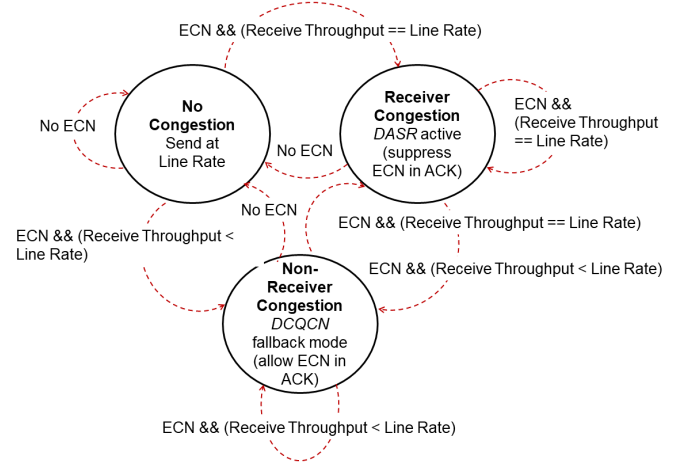 ECN && (Receive Throughput == Line Rate)
No
Congestion
Send at
Line Rate
Receiver
Congestion
DASR active
(suppress
ECN in ACK)
No ECN
ECN &&
(Receive Throughput
== Line Rate)
No ECN
No ECN
ECN && (Receive Throughput == Line Rate)
ECN && (Receive Throughput <
Line Rate)
ECN && (Receive Throughput < Line Rate)
Non-
Receiver
Congestion
DCQCN
fallback mode
(allow ECN in
ACK)
ECN && (Receive Throughput < Line Rate)